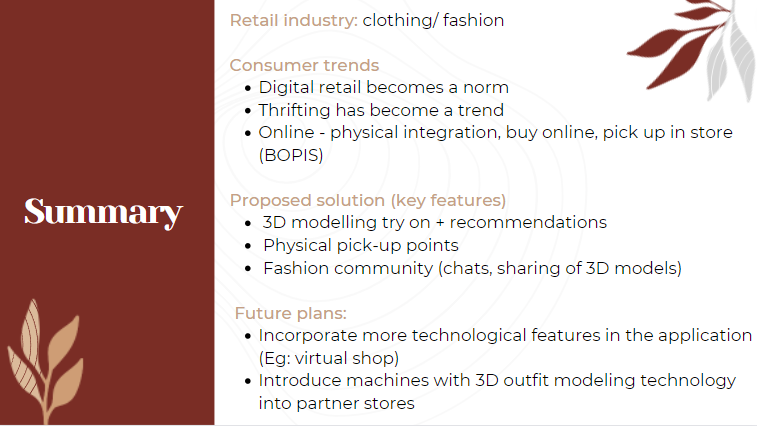 Summary
Retail industry: clothing/ fashion
Consumer trends
• Digital retail becomes a norm
• Thrifting has become a trend
• Online - physical integration, buy online, pick up in store
(BOPIS)
Proposed solution (key features)
• 3D modelling try on + recommendations
• Physical pick-up points
• Fashion community (chats, sharing of 3D models)
Future plans:
• Incorporate more technological features in the application
(Eg: virtual shop)
• Introduce machines with 3D outfit modeling technology
into partner stores